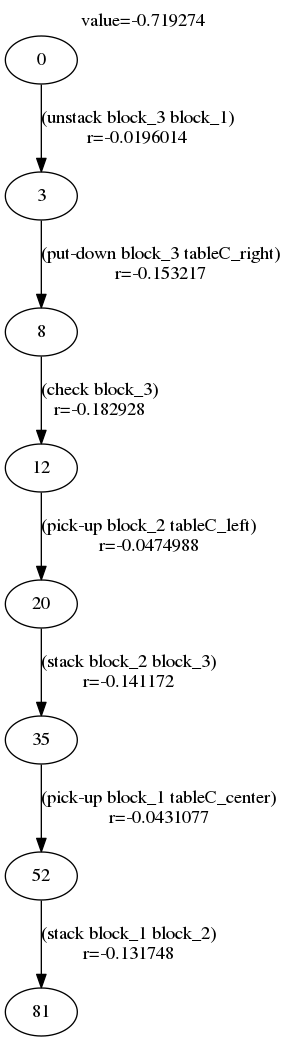 value=-0.719274
0
(unstack block_3 block_1)
r=-0.0196014
3
(put-down block_3 tableC_right)
r=-0.153217
8
(check block_3)
r=-0.182928
12
(pick-up block_2 tableC_left)
r=-0.0474988
20
(stack block_2 block_3)
r=-0.141172
35
(pick-up block_1 tableC_center)
r=-0.0431077
52
(stack block_1 block_2)
r=-0.131748
81